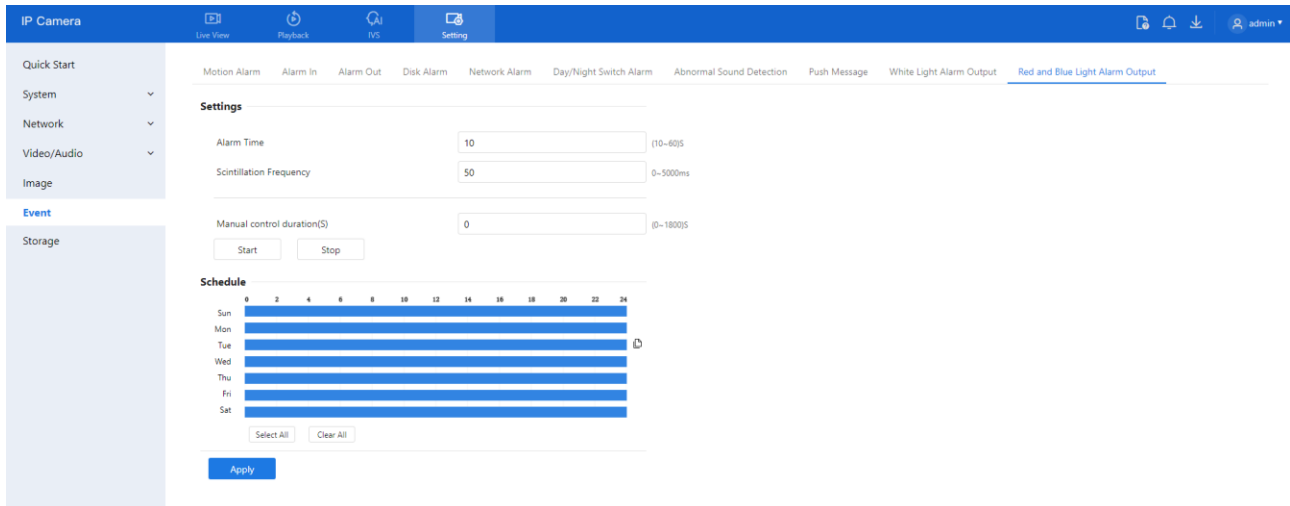 IP Camera
Live View Playback IVS Setting
admin
Quick Start
System
Network
Video/Audio
Image
Event
Storage
Motion Alarm Alarm In Alarm Out Disk Alarm Network Alarm Day/Night Switch Alarm Abnormal Sound Detection Push Message White Light Alarm Output Red and Blue Light Alarm Output
Settings
Alarm Time 10 (10~60)S
Scintillation Frequency 50 0~5000ms
Manual control duration(S) 0 (0~1800)S
Start Stop
Schedule
0 2 4 6 8 10 12 14 16 18 20 22 24
Sun
Mon
Tue
Wed
Thu
Fri
Sat
Select All Clear All
Apply